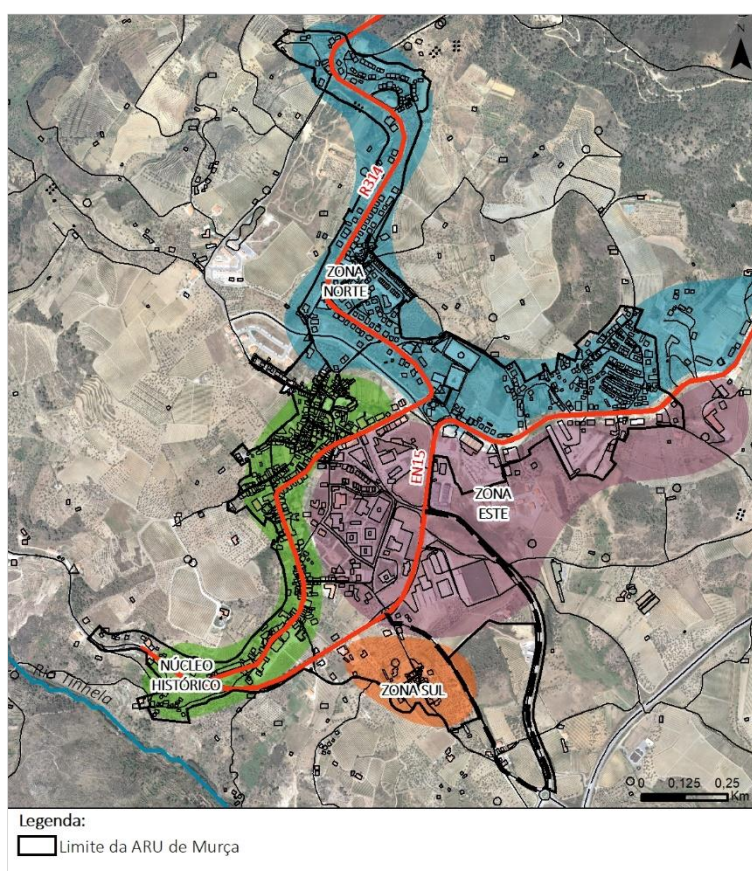 N
R314
ZONA
NORTE
EN15
ZONA
ESTE
NÚCLEO
HISTÓRICO
ZONA SUL
Rio Tinhela
0 0,125 0,25
Km
Legenda:
Limite da ARU de Murça